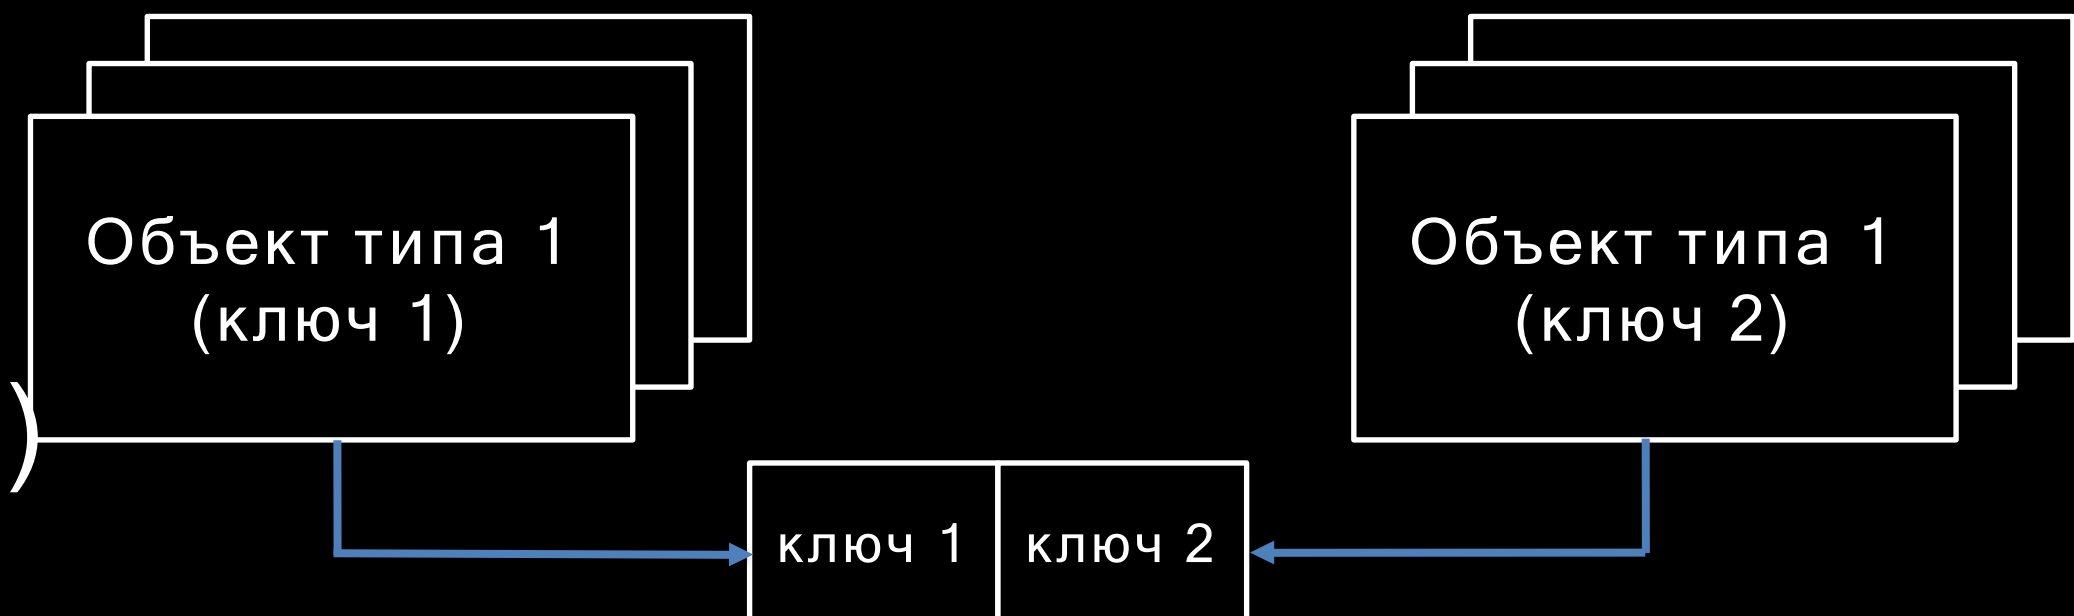 Объект типа 1
(ключ 1)
Объект типа 1
(ключ 2)
)
ключ 1
ключ 2